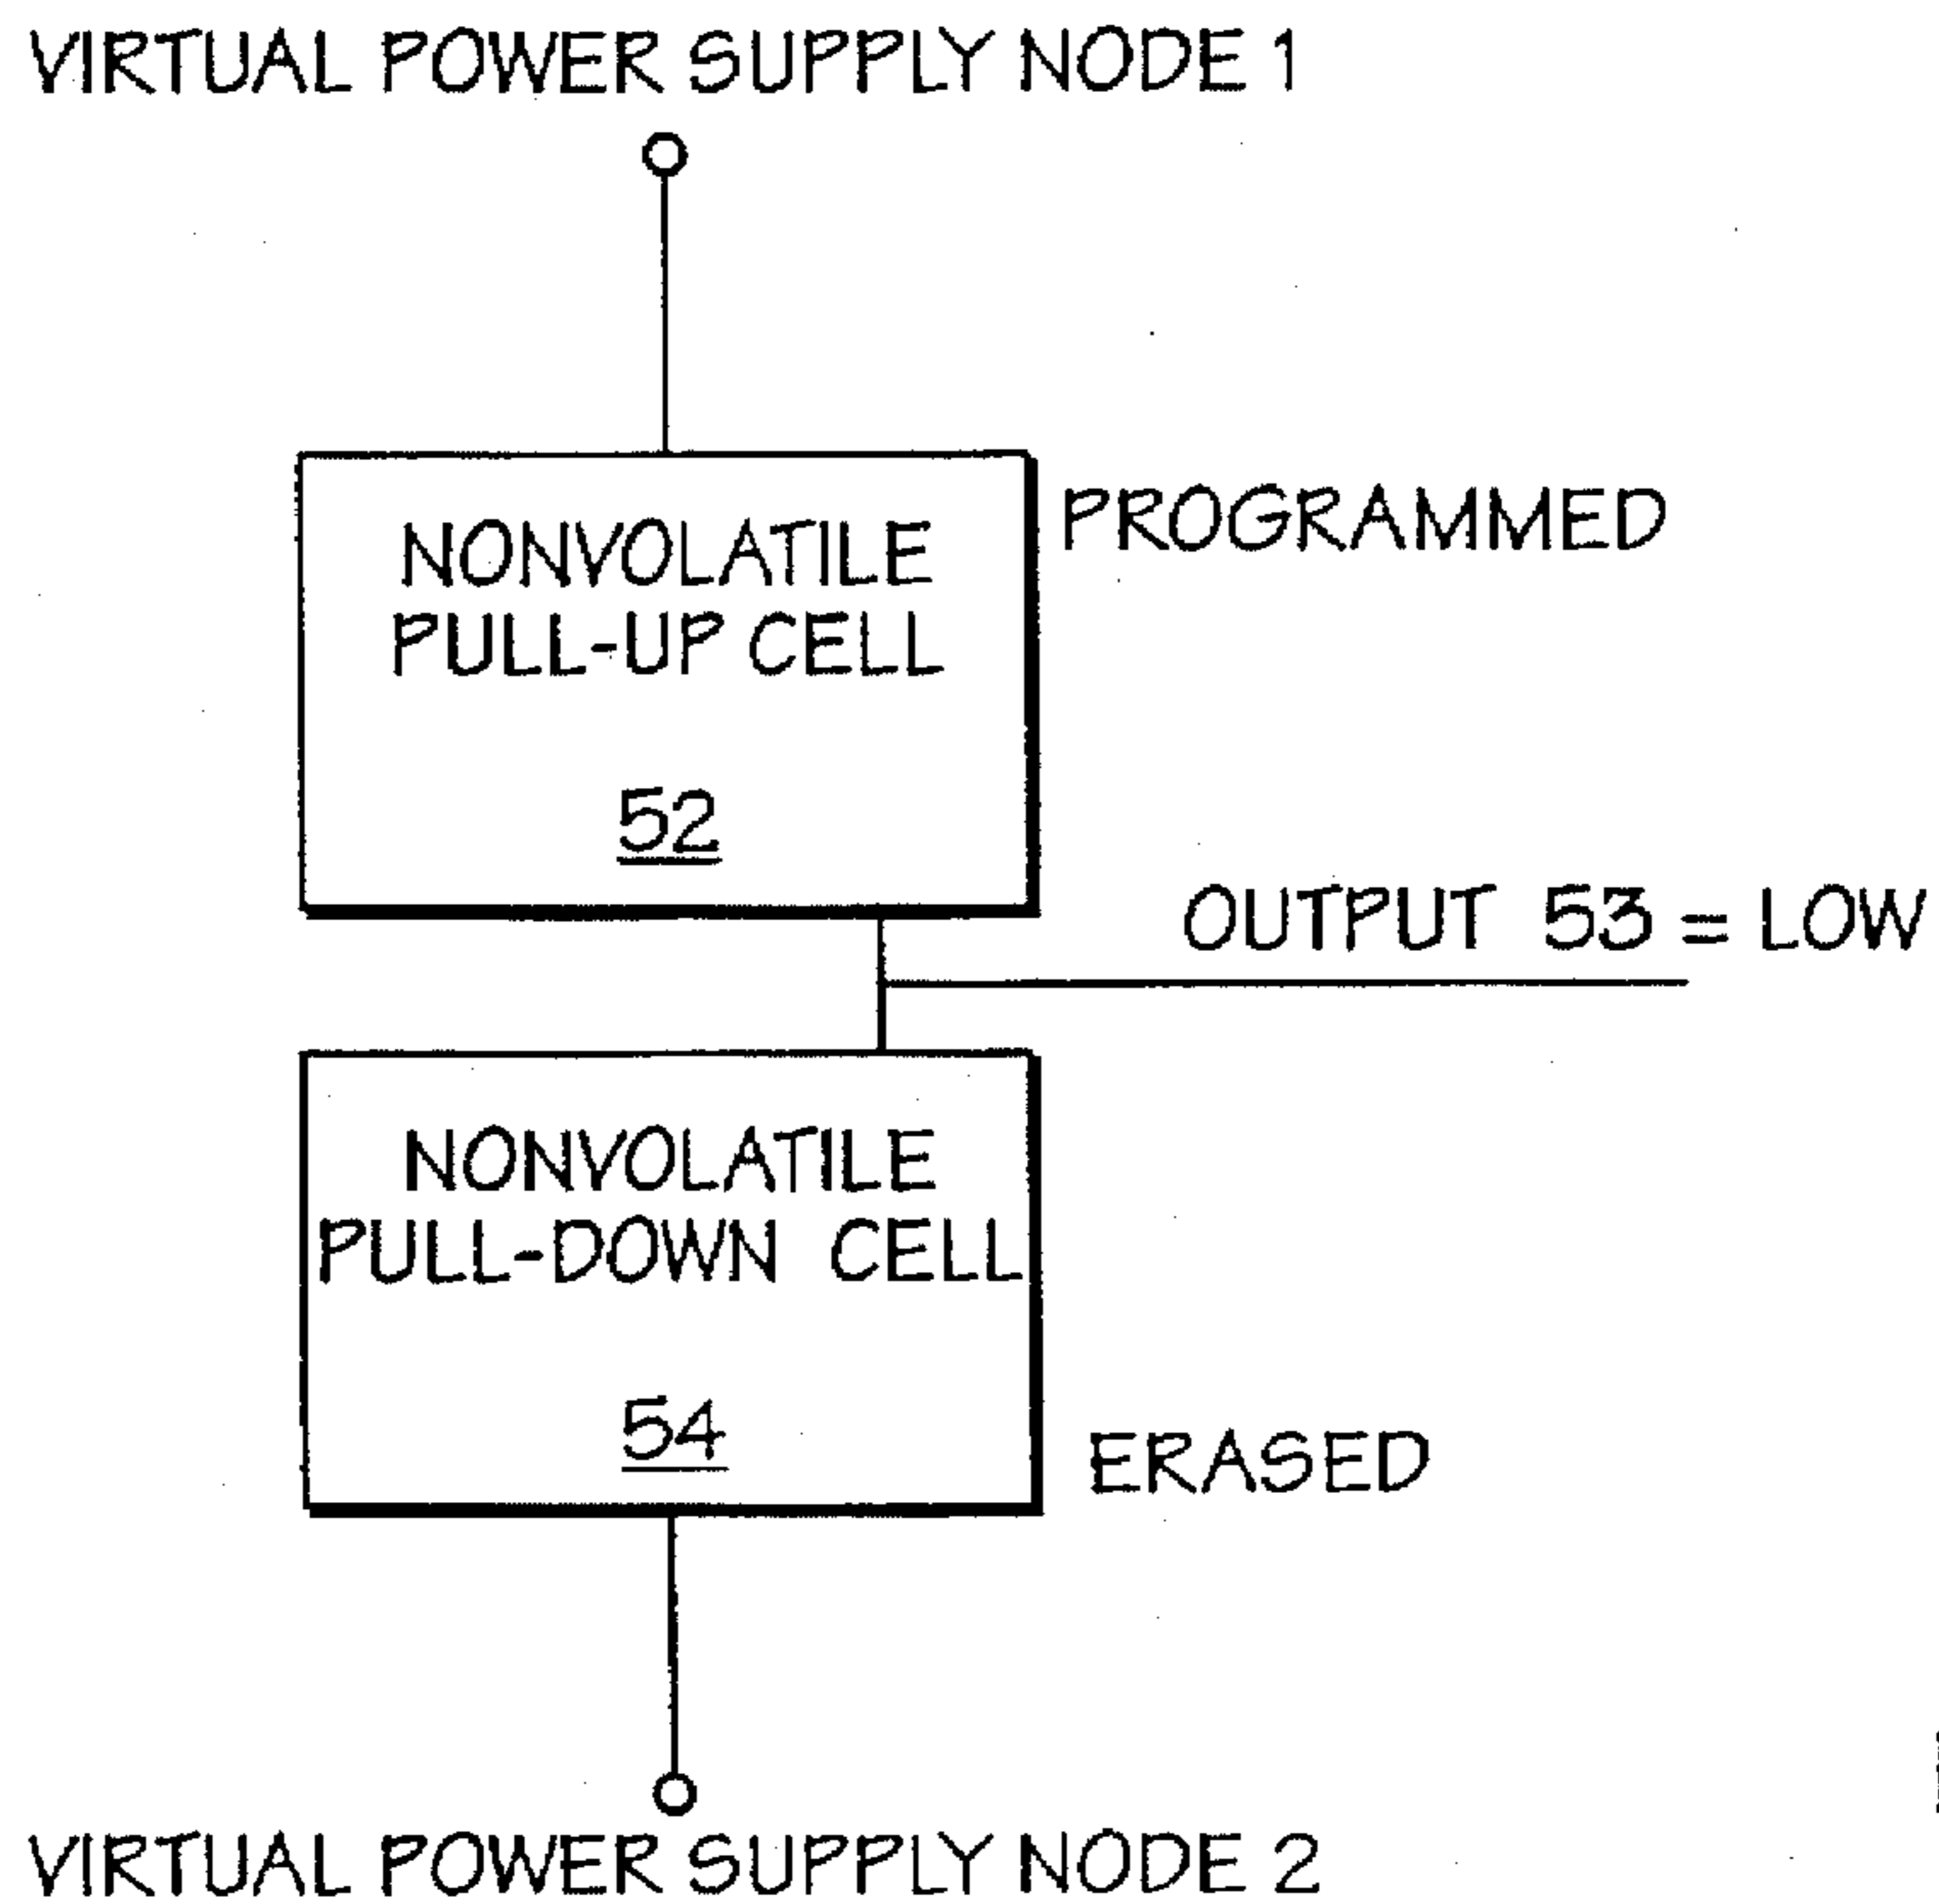 VIRTUAL POWER SUPPLY NODE 1
NONVOLATILE
PULL-UP CELL
52
PROGRAMMED
OUTPUT 53 = LOW
NONVOLATILE
PULL-DOWN CELL
54
ERASED
VIRTUAL POWER SUPPLY NODE 2